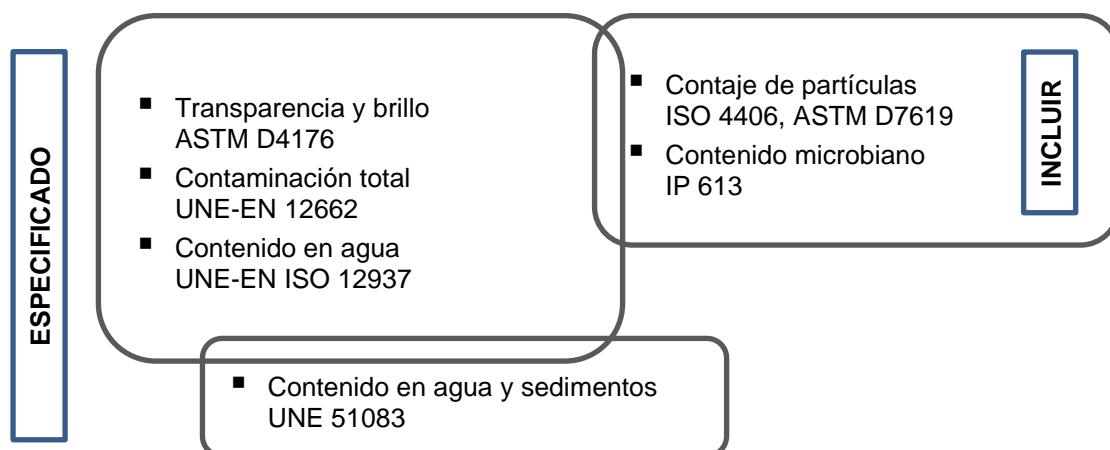 ESPECIFICADO
▪ Transparencia y brillo
ASTM D4176
▪ Contaminación total
UNE-EN 12662
▪ Contenido en agua
UNE-EN ISO 12937
▪ Contenido en agua y sedimentos
UNE 51083
▪ Contaje de partículas
ISO 4406, ASTM D7619
▪ Contenido microbiano
IP 613
INCLUIR